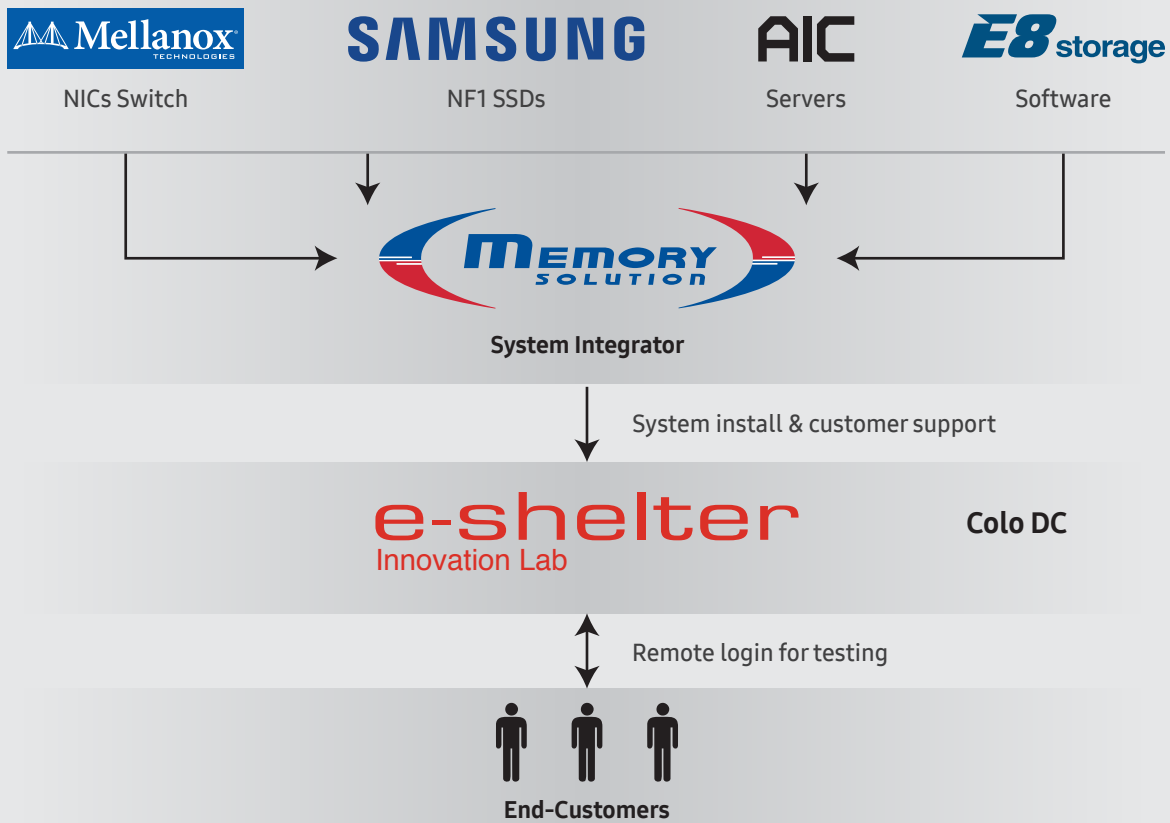 Mellanox
TECHNOLOGIES
SAMSUNG
AIC
E8 storage
NICs Switch
NF1 SSDs
Servers
Software
MEMORY
SOLUTION
System Integrator
System install & customer support
e-shelter
Innovation Lab
Colo DC
Remote login for testing
End-Customers